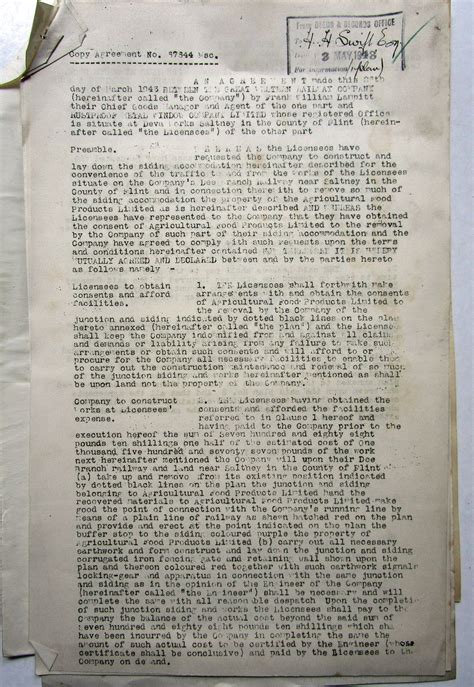 From DEEDS & RECORDS OFFICE
To H. H. Swift Esq
3 MAY 1948
For Information
Copy Agreement No. 37844 Msc.
AN AGREEMENT made this
day of March 1948 BETWEEN THE GREAT WESTERN RAILWAY COMPANY
(hereinafter called "the Company") by Frank William Lampitt
their Chief Goods Manager and Agent of the one part and
RUSTPROOF METAL WINDOW COMPANY LIMITED whose registered Office
is situate at Deva Works Saltney in the County of Flint (herein-
after called "the Licensees") of the other part
Preamble. WHEREAS the Licensees have
requested the Company to construct and
lay down the siding accommodation hereinafter described for the
convenience of the traffic to and from the Works of the Licensees
situate on the Company's Dee Branch Railway near Saltney in the
County of Flint and in connection therewith to remove so much of
the siding accommodation the property of the Agricultural Food
Products Limited as is hereinafter described AND WHEREAS the
Licensees have represented to the Company that they have obtained
the consent of Agricultural Food Products Limited to the removal
by the Company of such part of their siding accommodation and the
Company have agreed to comply with such requests upon the terms
and conditions hereinafter contained NOW THEREFORE IT IS HEREBY
MUTUALLY AGREED AND DECLARED between and by the parties hereto
as follows namely -
Licensees to obtain 1. THE Licensees shall forthwith make
consents and afford arrangements with and obtain the consents
facilities. of Agricultural Food Products Limited to
the removal by the Company of the
junction and siding indicated by dotted black lines on the plan
hereto annexed (hereinafter called "the plan") and the Licensees
shall keep the Company indemnified from and against all claims
and demands or liability arising from any failure to make such
arrangements or obtain such consents and will afford to or
procure for the Company all necessary facilities to enable them
to carry out the construction maintenance and removal of so much
of the junction siding and works hereinafter mentioned as shall
be upon land not the property of the Company.
Company to construct 2. THE Licensees having obtained the
Works at Licensees' consents and afforded the facilities
expense. referred to in Clause 1 hereof and
having paid to the Company prior to the
execution hereof the sum of Seven hundred and eighty eight
pounds ten shillings one half of the estimated cost of One
thousand five hundred and seventy seven pounds of the work
next hereinafter mentioned the Company will upon their Dee
Branch railway and land near Saltney in the County of Flint
(a) take up and remove from its existing position indicated
by dotted black lines on the plan the junction and siding
belonging to Agricultural Food Products Limited hand the
recovered materials to Agricultural Food Products Limited make
good the point of connection with the Company's running line by
means of a plain line of railway as shewn hatched red on the plan
and provide and erect at the point indicated on the plan the
buffer stop to the siding coloured purple the property of
Agricultural Food Products Limited (b) carry out all necessary
earthwork and form construct and lay down the junction and siding
corrugated iron fencing gate and retaining wall shewn upon the
plan and thereon coloured red together with such earthwork signals
locking-gear and apparatus in connection with the same junction
and siding as in the opinion of the Engineer of the Company
(hereinafter called "the Engineer") shall be necessary and will
complete the same with all reasonable despatch Upon the completion
of such junction siding and works the Licensees shall pay to the
Company the balance of the actual cost beyond the said sum of
seven hundred and eighty eight pounds ten shillings which shall
have been incurred by the Company in completing the same the
amount of such actual cost to be certified by the Engineer (whose
certificate shall be conclusive) and paid by the Licensees to the
Company on demand.